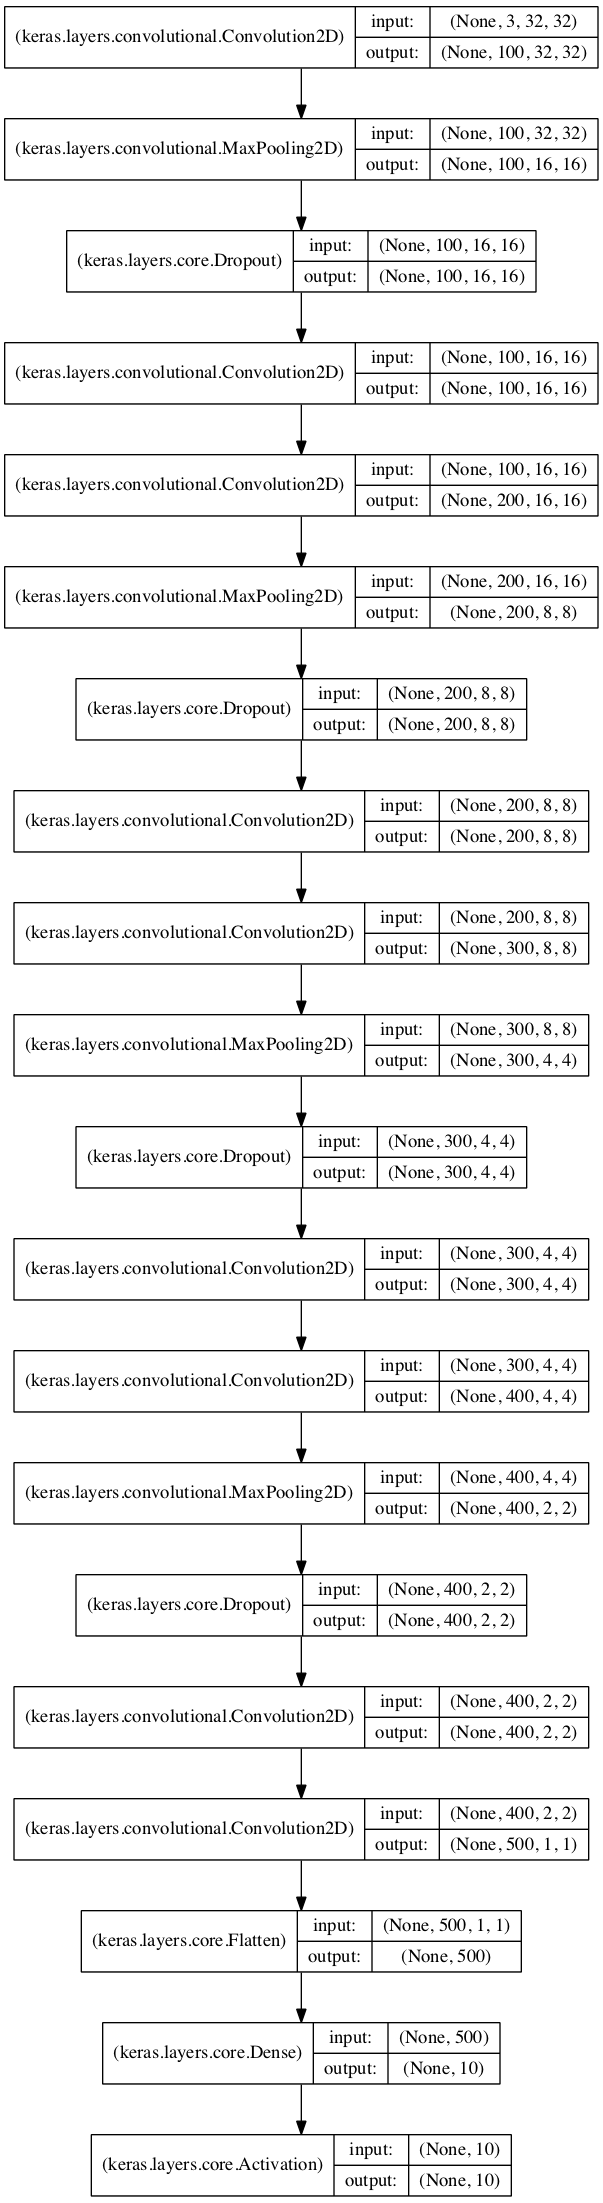 (keras.layers.convolutional.Convolution2D) input: (None, 3, 32, 32)
output: (None, 100, 32, 32)
(keras.layers.convolutional.MaxPooling2D) input: (None, 100, 32, 32)
output: (None, 100, 16, 16)
(keras.layers.core.Dropout) input: (None, 100, 16, 16)
output: (None, 100, 16, 16)
(keras.layers.convolutional.Convolution2D) input: (None, 100, 16, 16)
output: (None, 100, 16, 16)
(keras.layers.convolutional.Convolution2D) input: (None, 100, 16, 16)
output: (None, 200, 16, 16)
(keras.layers.convolutional.MaxPooling2D) input: (None, 200, 16, 16)
output: (None, 200, 8, 8)
(keras.layers.core.Dropout) input: (None, 200, 8, 8)
output: (None, 200, 8, 8)
(keras.layers.convolutional.Convolution2D) input: (None, 200, 8, 8)
output: (None, 200, 8, 8)
(keras.layers.convolutional.Convolution2D) input: (None, 200, 8, 8)
output: (None, 300, 8, 8)
(keras.layers.convolutional.MaxPooling2D) input: (None, 300, 8, 8)
output: (None, 300, 4, 4)
(keras.layers.core.Dropout) input: (None, 300, 4, 4)
output: (None, 300, 4, 4)
(keras.layers.convolutional.Convolution2D) input: (None, 300, 4, 4)
output: (None, 300, 4, 4)
(keras.layers.convolutional.Convolution2D) input: (None, 300, 4, 4)
output: (None, 400, 4, 4)
(keras.layers.convolutional.MaxPooling2D) input: (None, 400, 4, 4)
output: (None, 400, 2, 2)
(keras.layers.core.Dropout) input: (None, 400, 2, 2)
output: (None, 400, 2, 2)
(keras.layers.convolutional.Convolution2D) input: (None, 400, 2, 2)
output: (None, 400, 2, 2)
(keras.layers.convolutional.Convolution2D) input: (None, 400, 2, 2)
output: (None, 500, 1, 1)
(keras.layers.core.Flatten) input: (None, 500, 1, 1)
output: (None, 500)
(keras.layers.core.Dense) input: (None, 500)
output: (None, 10)
(keras.layers.core.Activation) input: (None, 10)
output: (None, 10)